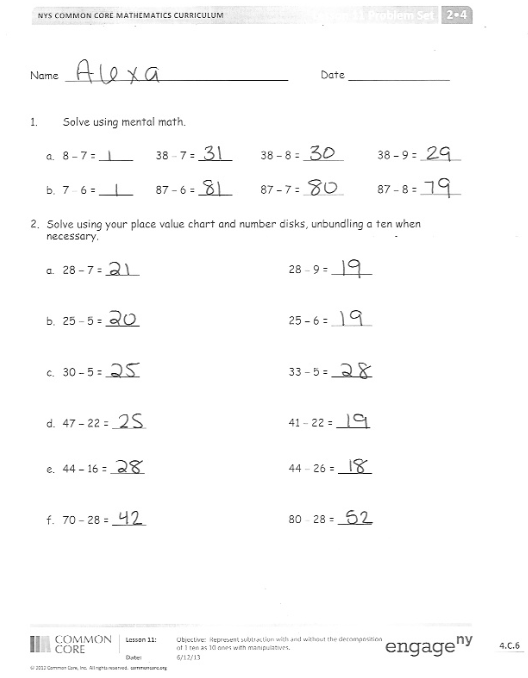 NYS COMMON CORE MATHEMATICS CURRICULUM 11 Problem Set 2•4
Name Alexa Date
1. Solve using mental math.
a. 8 - 7 = 1 38 7 = 31 38 - 8 = 30 38 - 9 = 29
b. 7 6 = 1 87 - 6 = 81 87 - 7 = 80 87 - 8 = 79
2. Solve using your place value chart and number disks, unbundling a ten when
necessary.
a. 28 - 7 = 21 28 9 = 19
b. 25 - 5 = 20 25 - 6 = 19
c. 30 - 5 = 25 33 - 5 = 28
d. 47 - 22 = 25 41 22 = 19
e. 44 - 16 = 28 44 26 = 18
f. 70 - 28 = 42 80 28 = 52
COMMON CORE
Lesson 11: Objective: Represent subtraction with and without the decomposition
of 1 ten as 10 ones with manipulatives.
Date: 6/12/13
engage ny
4.C.6
© 2012 Common Core, Inc. All rights reserved. commoncore.org